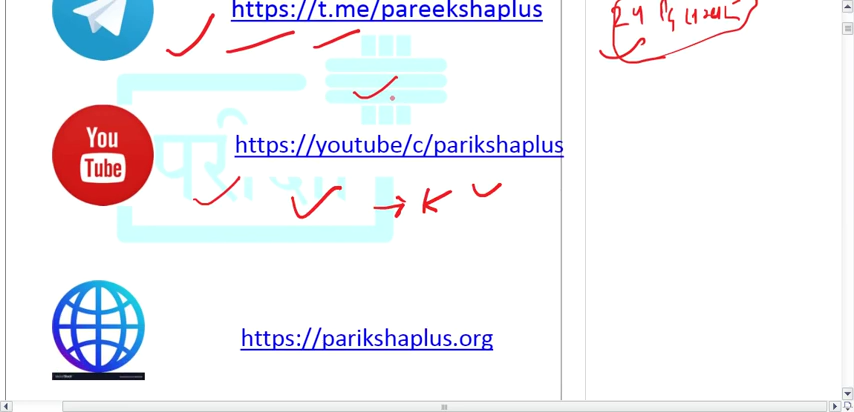 https://t.me/pareekshaplus
You
Tube
https://youtube/c/parikshaplus
→ K
https://parikshaplus.org